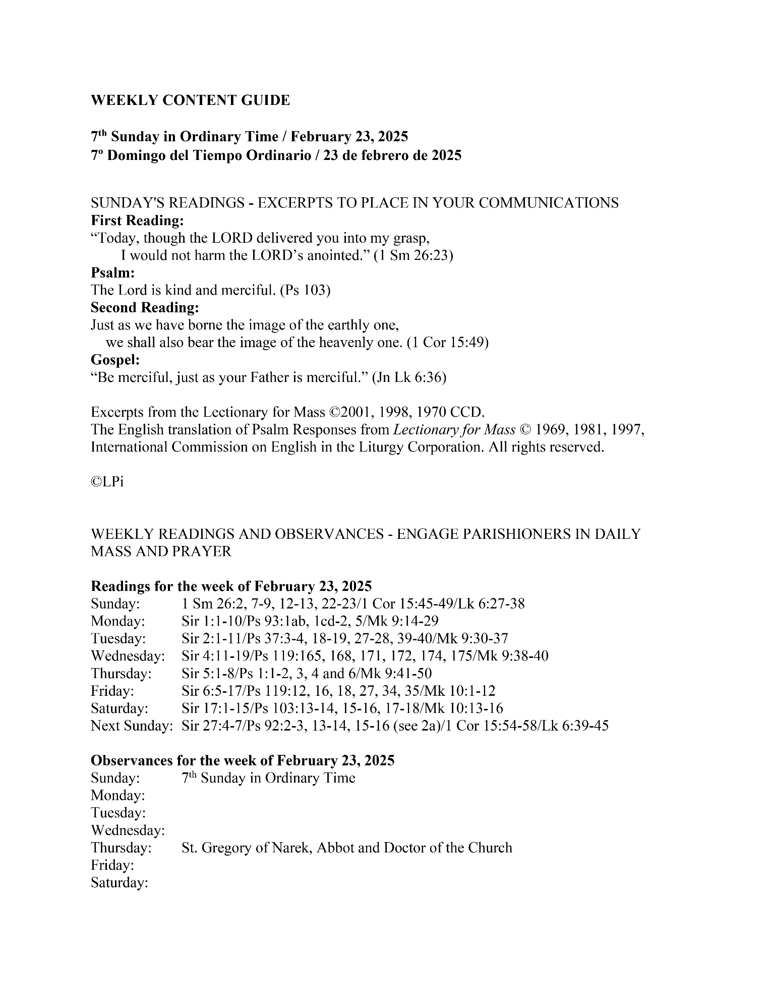 WEEKLY CONTENT GUIDE
7th Sunday in Ordinary Time / February 23, 2025
7º Domingo del Tiempo Ordinario / 23 de febrero de 2025
SUNDAY'S READINGS - EXCERPTS TO PLACE IN YOUR COMMUNICATIONS
First Reading:
“Today, though the LORD delivered you into my grasp,
I would not harm the LORD’s anointed.” (1 Sm 26:23)
Psalm:
The Lord is kind and merciful. (Ps 103)
Second Reading:
Just as we have borne the image of the earthly one,
we shall also bear the image of the heavenly one. (1 Cor 15:49)
Gospel:
“Be merciful, just as your Father is merciful.” (Jn Lk 6:36)
Excerpts from the Lectionary for Mass ©2001, 1998, 1970 CCD.
The English translation of Psalm Responses from Lectionary for Mass © 1969, 1981, 1997,
International Commission on English in the Liturgy Corporation. All rights reserved.
©LPi
WEEKLY READINGS AND OBSERVANCES - ENGAGE PARISHIONERS IN DAILY
MASS AND PRAYER
Readings for the week of February 23, 2025
Sunday: 1 Sm 26:2, 7-9, 12-13, 22-23/1 Cor 15:45-49/Lk 6:27-38
Monday: Sir 1:1-10/Ps 93:1ab, 1cd-2, 5/Mk 9:14-29
Tuesday: Sir 2:1-11/Ps 37:3-4, 18-19, 27-28, 39-40/Mk 9:30-37
Wednesday: Sir 4:11-19/Ps 119:165, 168, 171, 172, 174, 175/Mk 9:38-40
Thursday: Sir 5:1-8/Ps 1:1-2, 3, 4 and 6/Mk 9:41-50
Friday: Sir 6:5-17/Ps 119:12, 16, 18, 27, 34, 35/Mk 10:1-12
Saturday: Sir 17:1-15/Ps 103:13-14, 15-16, 17-18/Mk 10:13-16
Next Sunday: Sir 27:4-7/Ps 92:2-3, 13-14, 15-16 (see 2a)/1 Cor 15:54-58/Lk 6:39-45
Observances for the week of February 23, 2025
Sunday: 7th Sunday in Ordinary Time
Monday:
Tuesday:
Wednesday:
Thursday: St. Gregory of Narek, Abbot and Doctor of the Church
Friday:
Saturday: